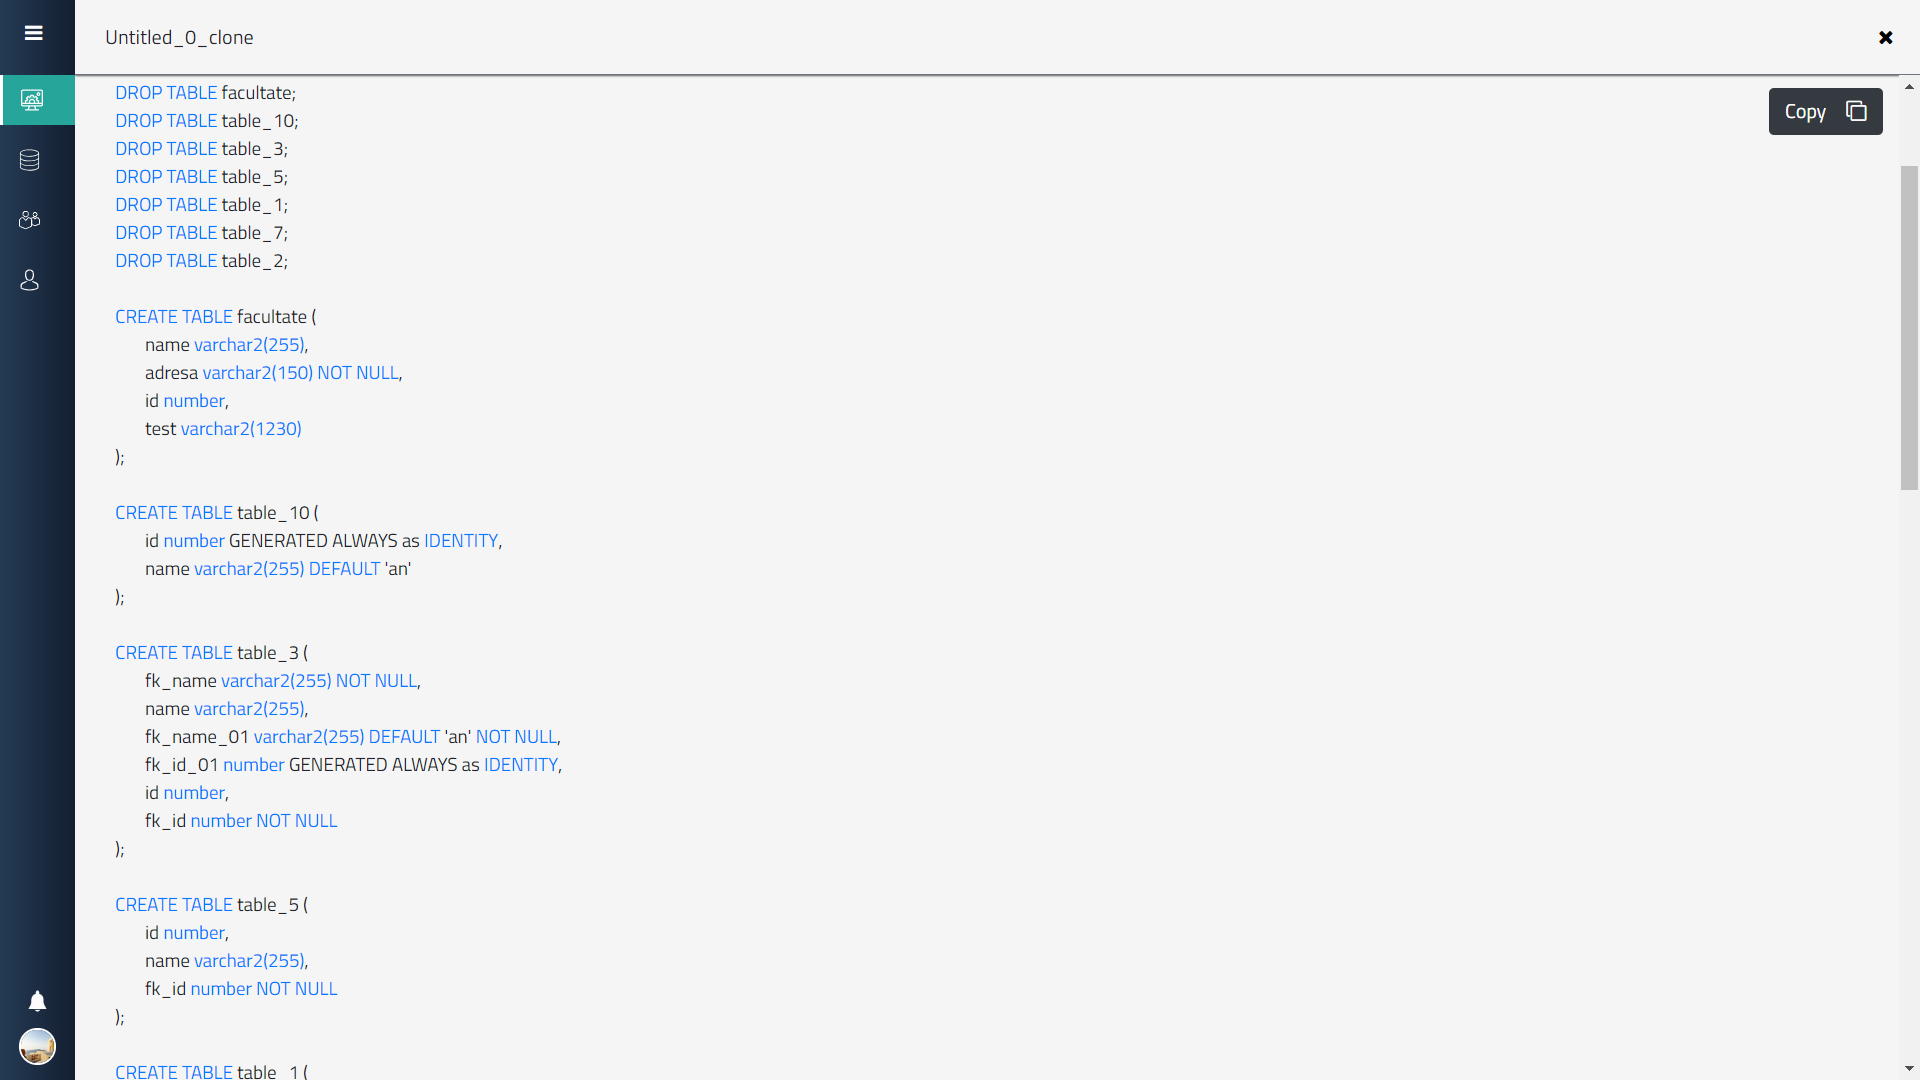 Untitled_0_clone
Copy
DROP TABLE facultate;
DROP TABLE table_10;
DROP TABLE table_3;
DROP TABLE table_5;
DROP TABLE table_1;
DROP TABLE table_7;
DROP TABLE table_2;
CREATE TABLE facultate (
name varchar2(255),
adresa varchar2(150) NOT NULL,
id number,
test varchar2(1230)
);
CREATE TABLE table_10 (
id number GENERATED ALWAYS as IDENTITY,
name varchar2(255) DEFAULT 'an'
);
CREATE TABLE table_3 (
fk_name varchar2(255) NOT NULL,
name varchar2(255),
fk_name_01 varchar2(255) DEFAULT 'an' NOT NULL,
fk_id_01 number GENERATED ALWAYS as IDENTITY,
id number,
fk_id number NOT NULL
);
CREATE TABLE table_5 (
id number,
name varchar2(255),
fk_id number NOT NULL
);
CREATE TABLE table_1 (